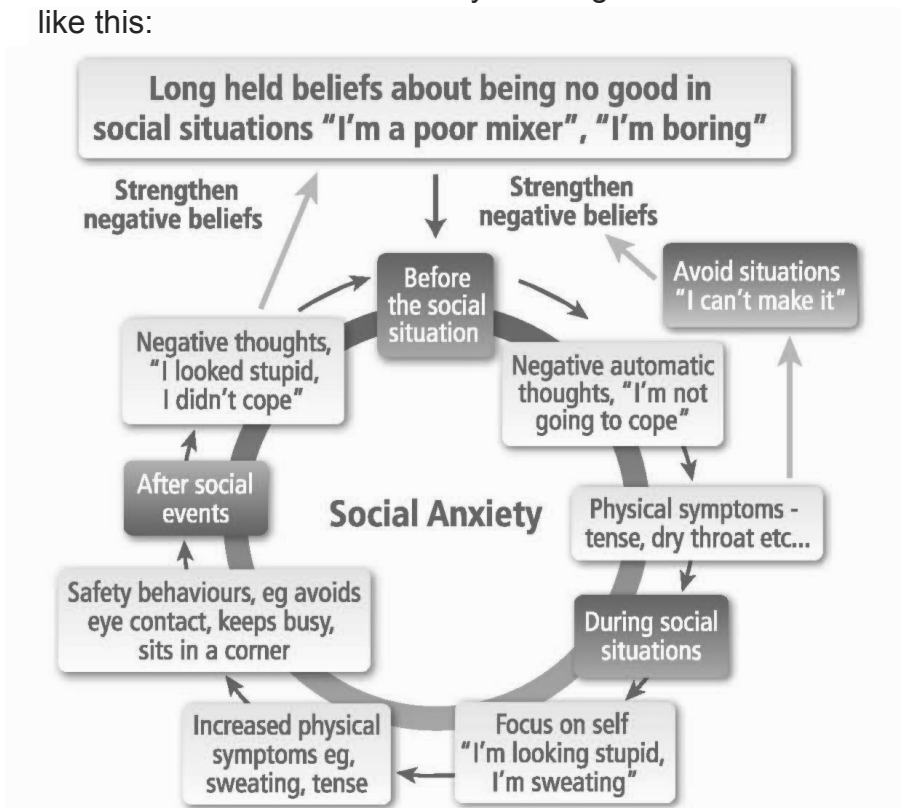 like this:
Long held beliefs about being no good in
social situations "I'm a poor mixer", "I'm boring"
Strengthen
negative beliefs
Strengthen
negative beliefs
Before
the social
situation
Avoid situations
"I can't make it"
Negative thoughts,
"I looked stupid,
I didn't cope"
Negative automatic
thoughts, "I'm not
going to cope"
After social
events
Social Anxiety
Physical symptoms -
tense, dry throat etc...
Safety behaviours, eg avoids
eye contact, keeps busy,
sits in a corner
During social
situations
Increased physical
symptoms eg,
sweating, tense
Focus on self
"I'm looking stupid,
I'm sweating"